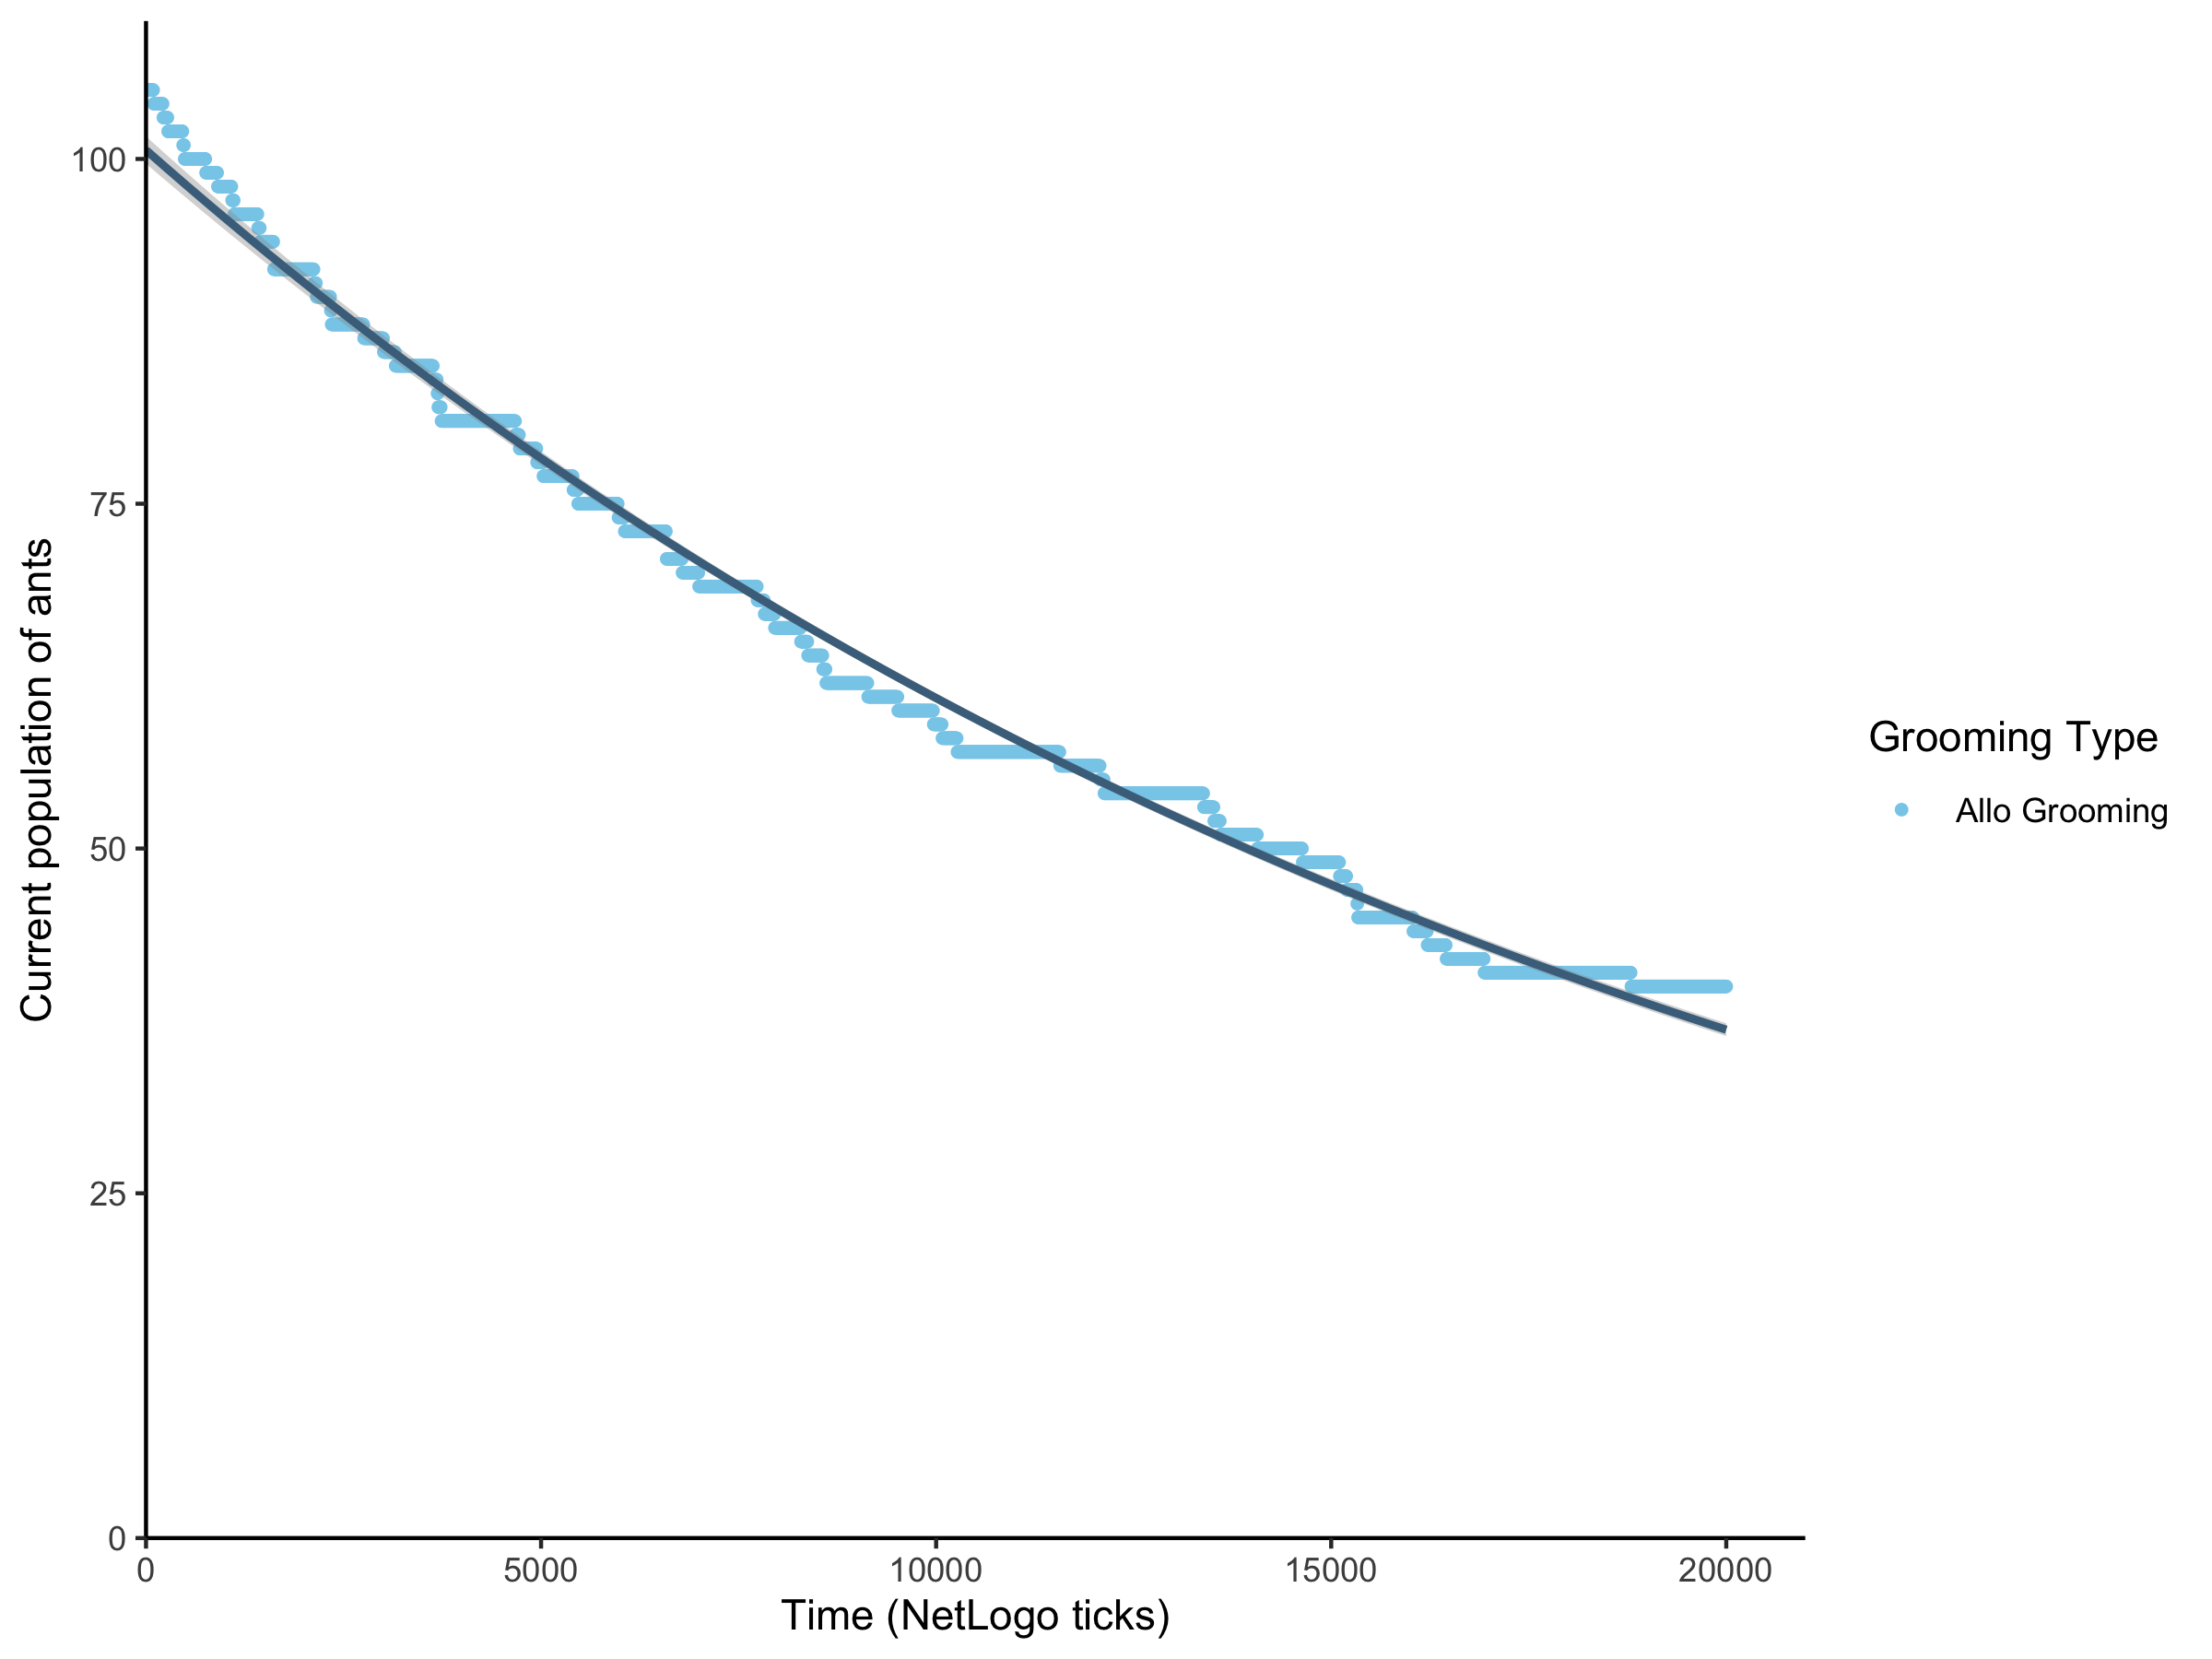 100
75
50
25
0
Current population of ants
0 5000 10000 15000 20000
Time (NetLogo ticks)
Grooming Type
Allo Grooming